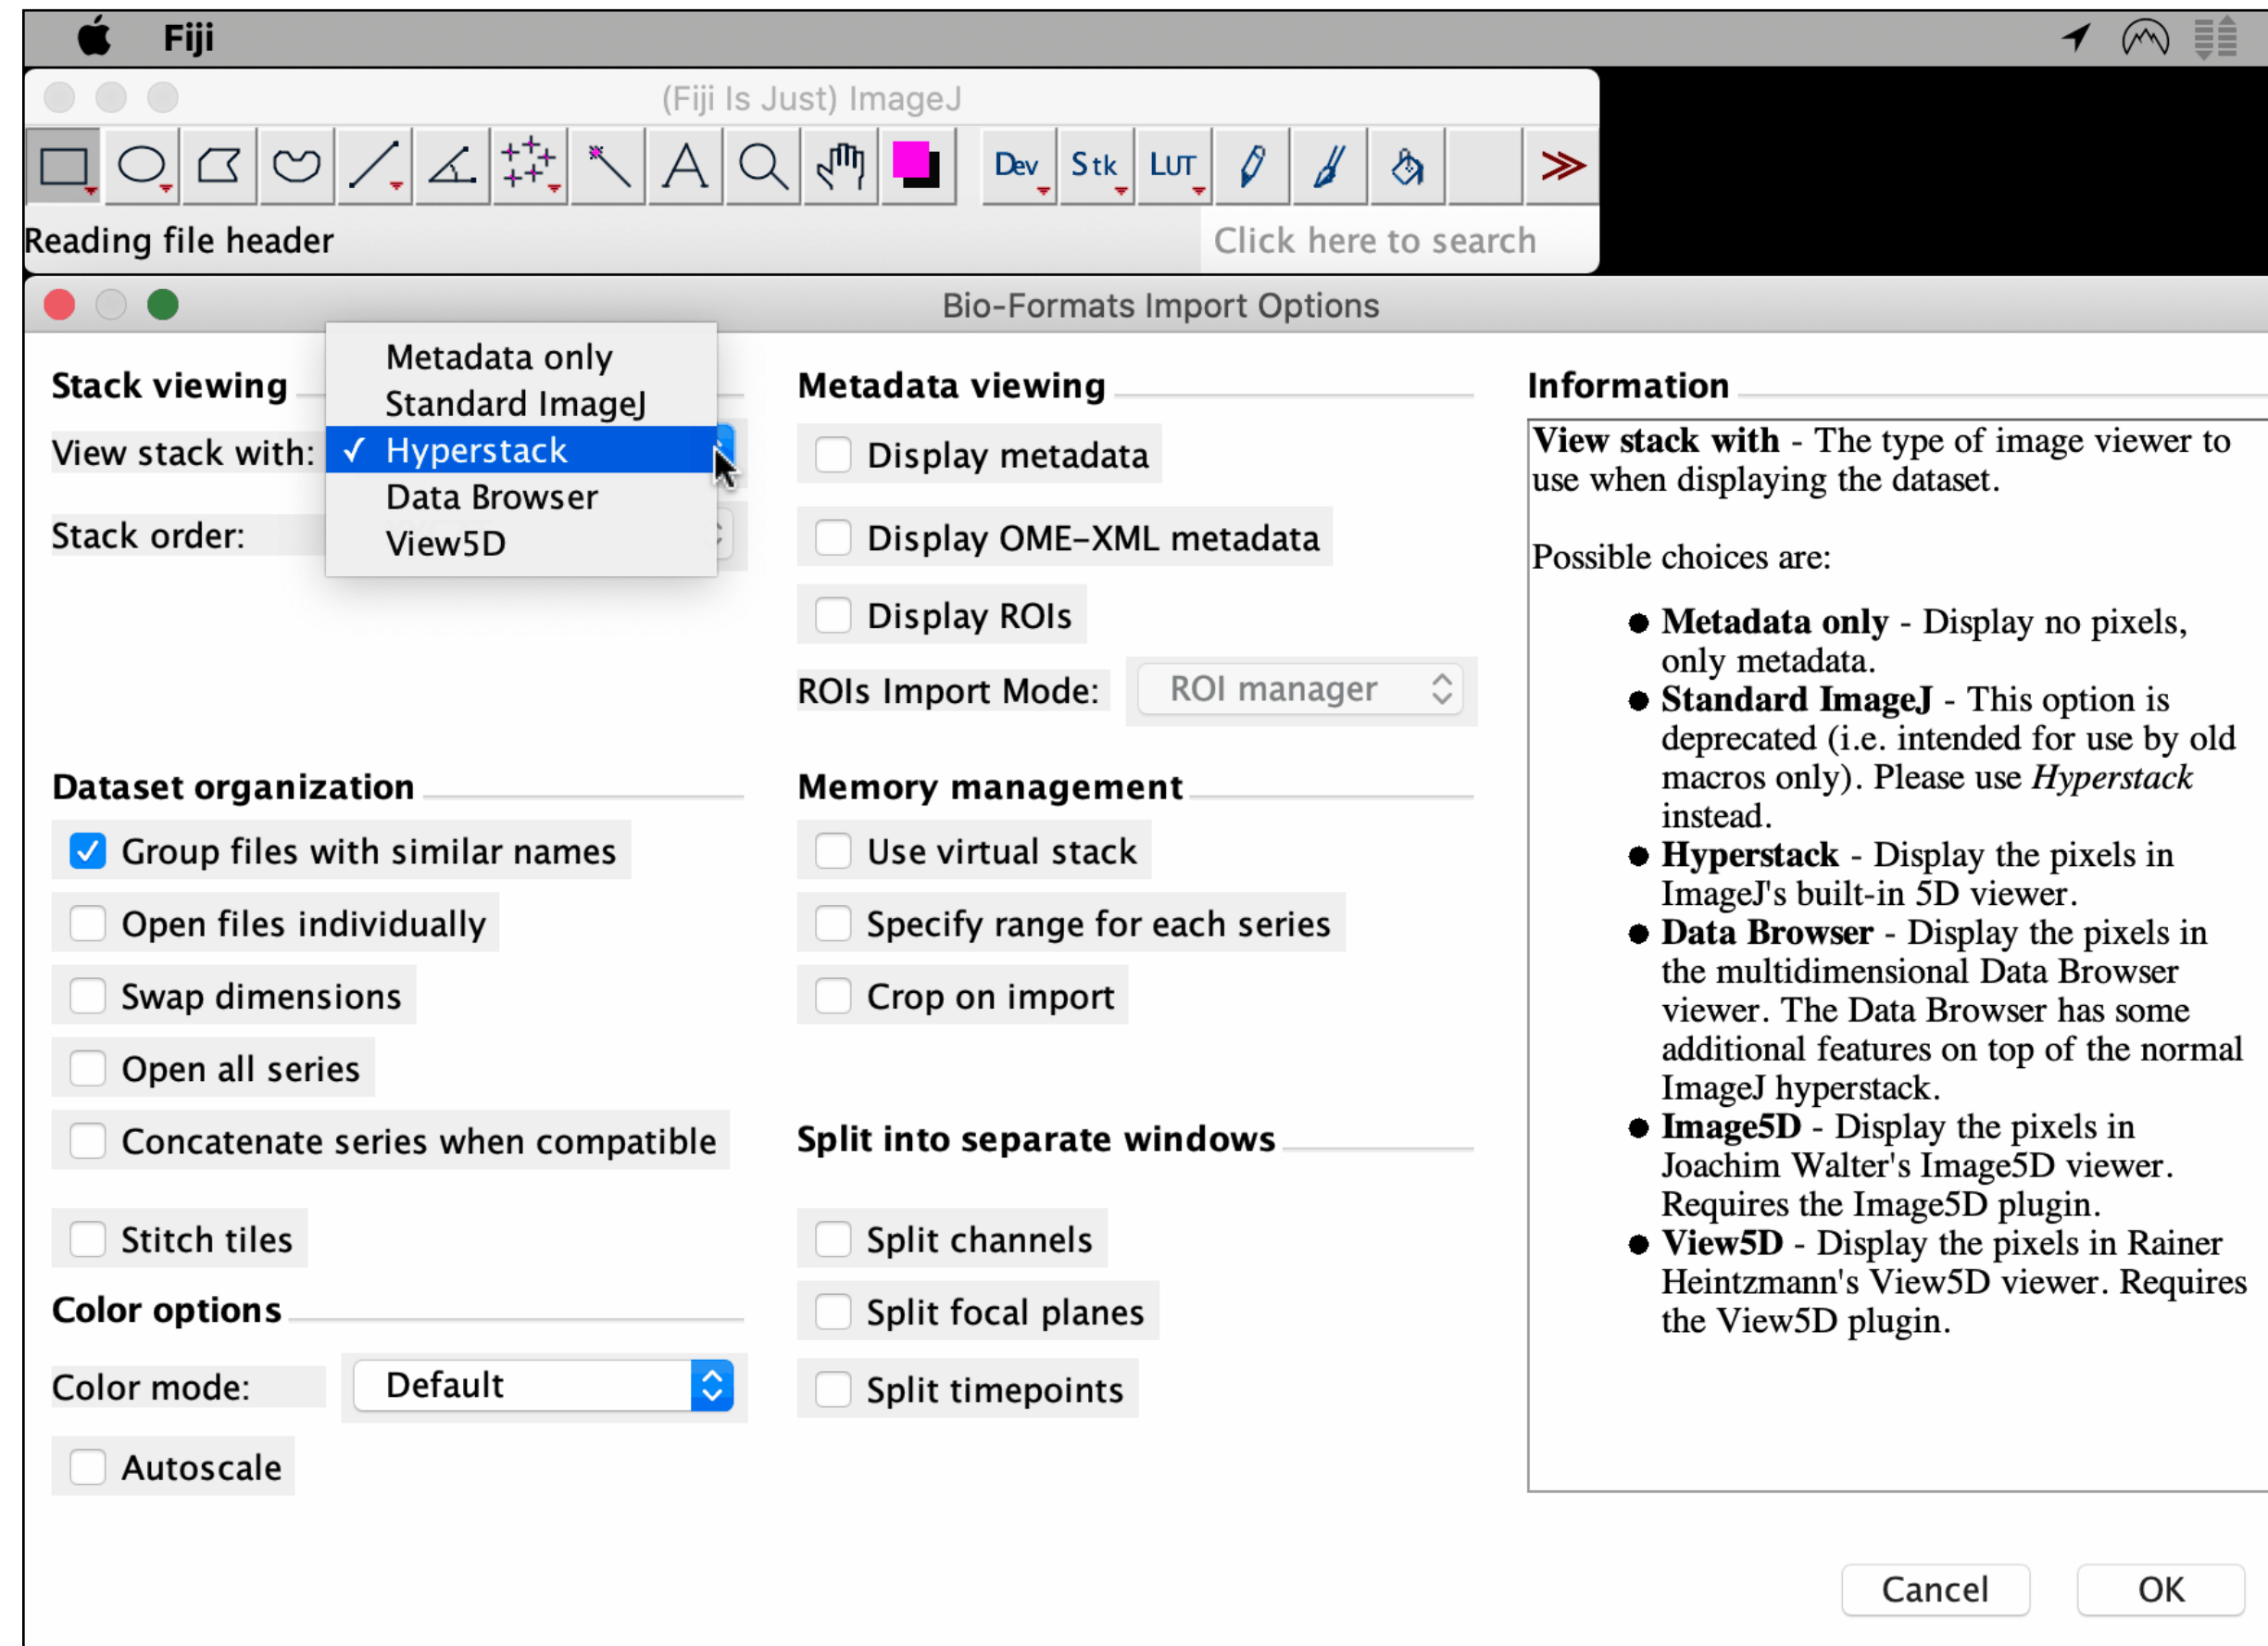 Fiji
(Fiji Is Just) ImageJ
A Dev Stk LUT
Reading file header
Click here to search
Bio-Formats Import Options
Stack viewing
View stack with:
Metadata only
Standard ImageJ
✓ Hyperstack
Data Browser
View5D
Stack order:
Dataset organization
Group files with similar names
Open files individually
Swap dimensions
Open all series
Concatenate series when compatible
Stitch tiles
Color options
Color mode: Default
Autoscale
Metadata viewing
Display metadata
Display OME-XML metadata
Display ROIs
ROIs Import Mode: ROI manager
Memory management
Use virtual stack
Specify range for each series
Crop on import
Split into separate windows
Split channels
Split focal planes
Split timepoints
Information
View stack with - The type of image viewer to
use when displaying the dataset.
Possible choices are:
● Metadata only - Display no pixels,
only metadata.
● Standard ImageJ - This option is
deprecated (i.e. intended for use by old
macros only). Please use Hyperstack
instead.
● Hyperstack - Display the pixels in
ImageJ's built-in 5D viewer.
● Data Browser - Display the pixels in
the multidimensional Data Browser
viewer. The Data Browser has some
additional features on top of the normal
ImageJ hyperstack.
● Image5D - Display the pixels in
Joachim Walter's Image5D viewer.
Requires the Image5D plugin.
● View5D - Display the pixels in Rainer
Heintzmann's View5D viewer. Requires
the View5D plugin.
Cancel
OK